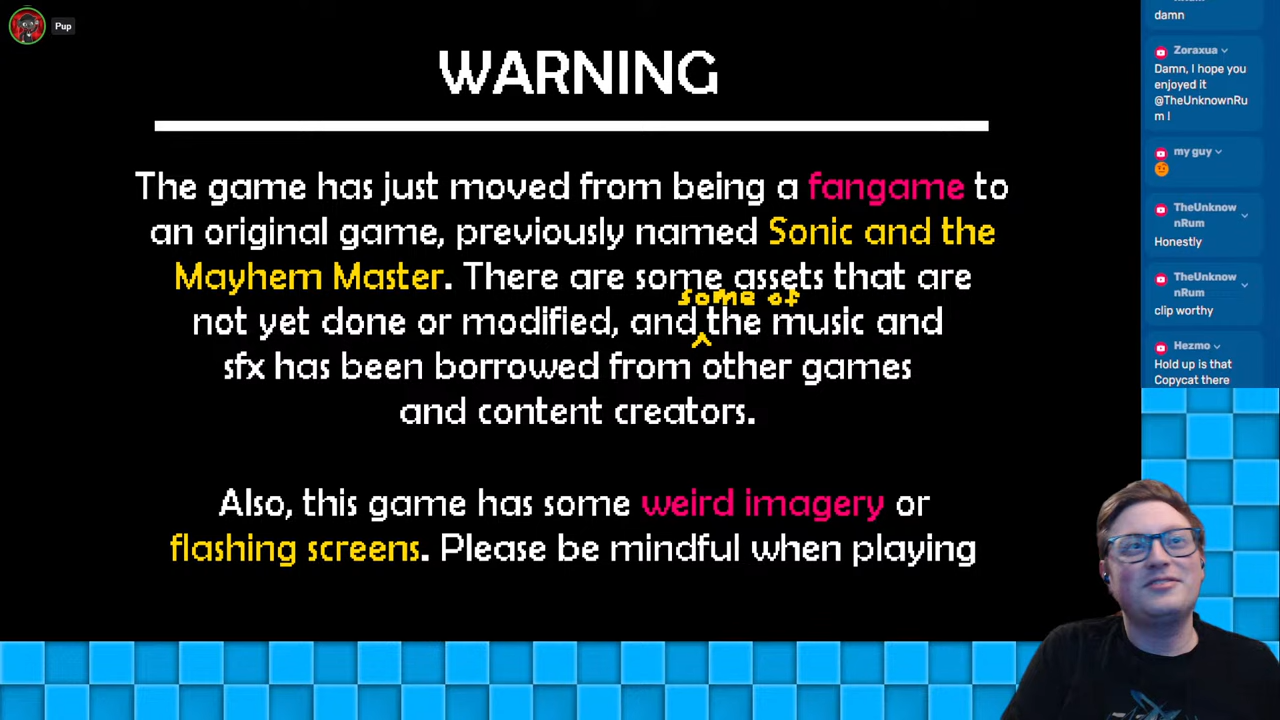 Pup
WARNING
The game has just moved from being a fangame to
an original game, previously named Sonic and the
Mayhem Master. There are some assets that are
some of
not yet done or modified, and ^ the music and
sfx has been borrowed from other games
and content creators.
Also, this game has some weird imagery or
flashing screens. Please be mindful when playing
damn
Zoraxua
Damn, I hope you
enjoyed it
@TheUnknownRu
m !
my guy
TheUnknow
nRum
Honestly
TheUnknow
nRum
clip worthy
Hezmo
Hold up is that
Copycat there